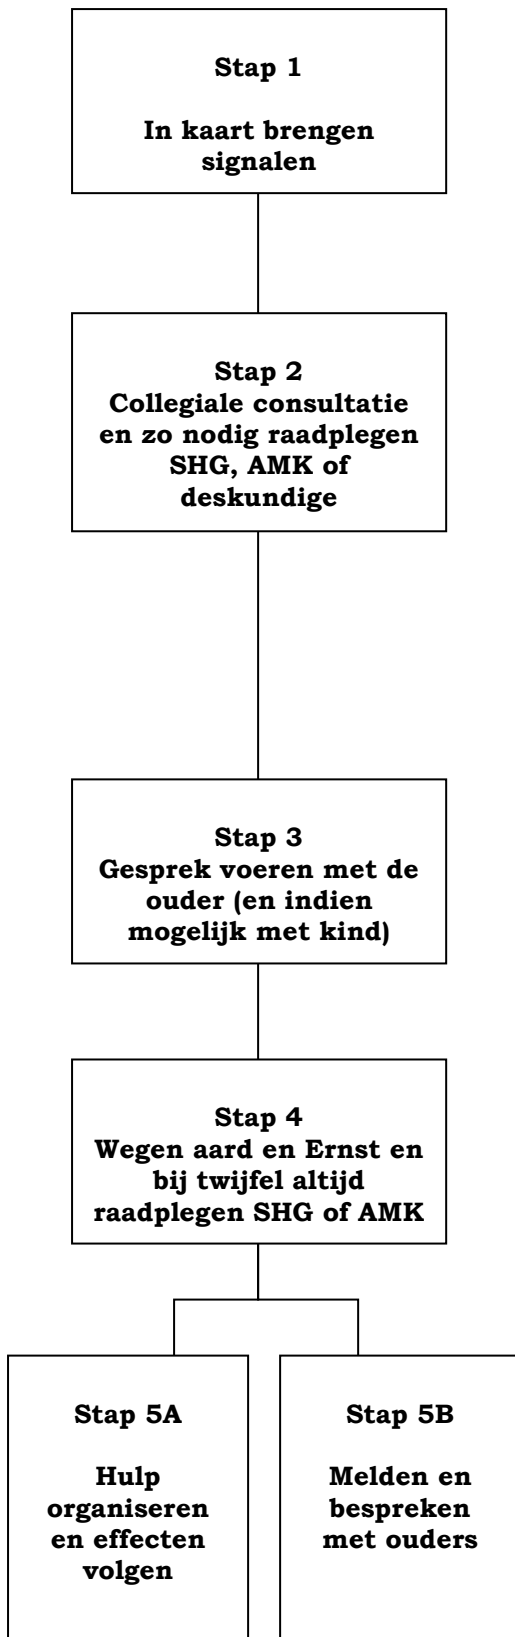 Stap 1
In kaart brengen
signalen
Stap 2
Collegiale consultatie
en zo nodig raadplegen
SHG, AMK of
deskundige
Stap 3
Gesprek voeren met de
ouder (en indien
mogelijk met kind)
Stap 4
Wegen aard en Ernst en
bij twijfel altijd
raadplegen SHG of AMK
Stap 5A
Hulp
organiseren
en effecten
volgen
Stap 5B
Melden en
bespreken
met ouders